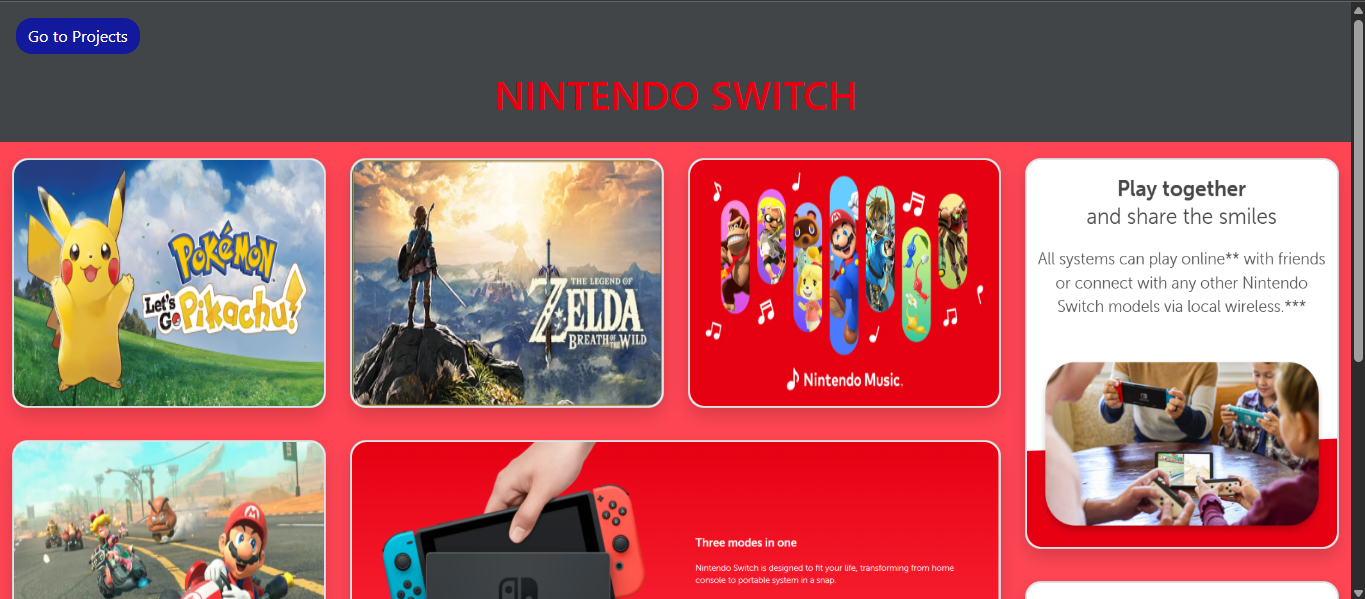 Go to Projects
NINTENDO SWITCH
POKÉMON
Let's
Go Pikachu!
THE LEGEND OF
ZELDA
BREATH OF THE WILD
Nintendo Music.
Play together
and share the smiles
All systems can play online** with friends
or connect with any other Nintendo
Switch models via local wireless.***
Three modes in one
Nintendo Switch is designed to fit your life, transforming from home
console to portable system in a snap.